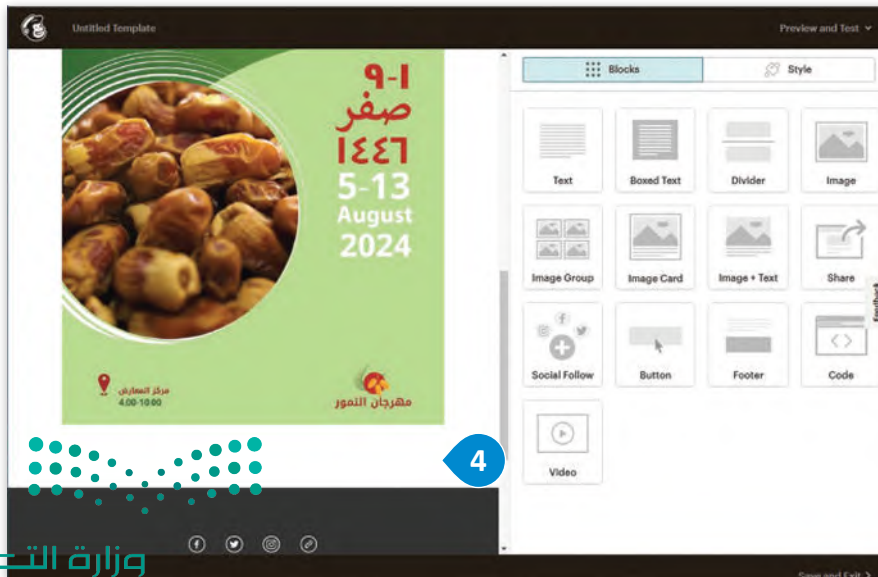 Untitled Template
Preview and Test
Blocks
Style
٩-١
صفر
١٤٤٦
5-13
August
2024
مركز المعارض
4:00-10:00
مهرجان التمور
4
Text
Boxed Text
Divider
Image
Image Group
Image Card
Image + Text
Share
Social Follow
Button
Footer
Code
Video
Feedback
وزارة
Save and Exit